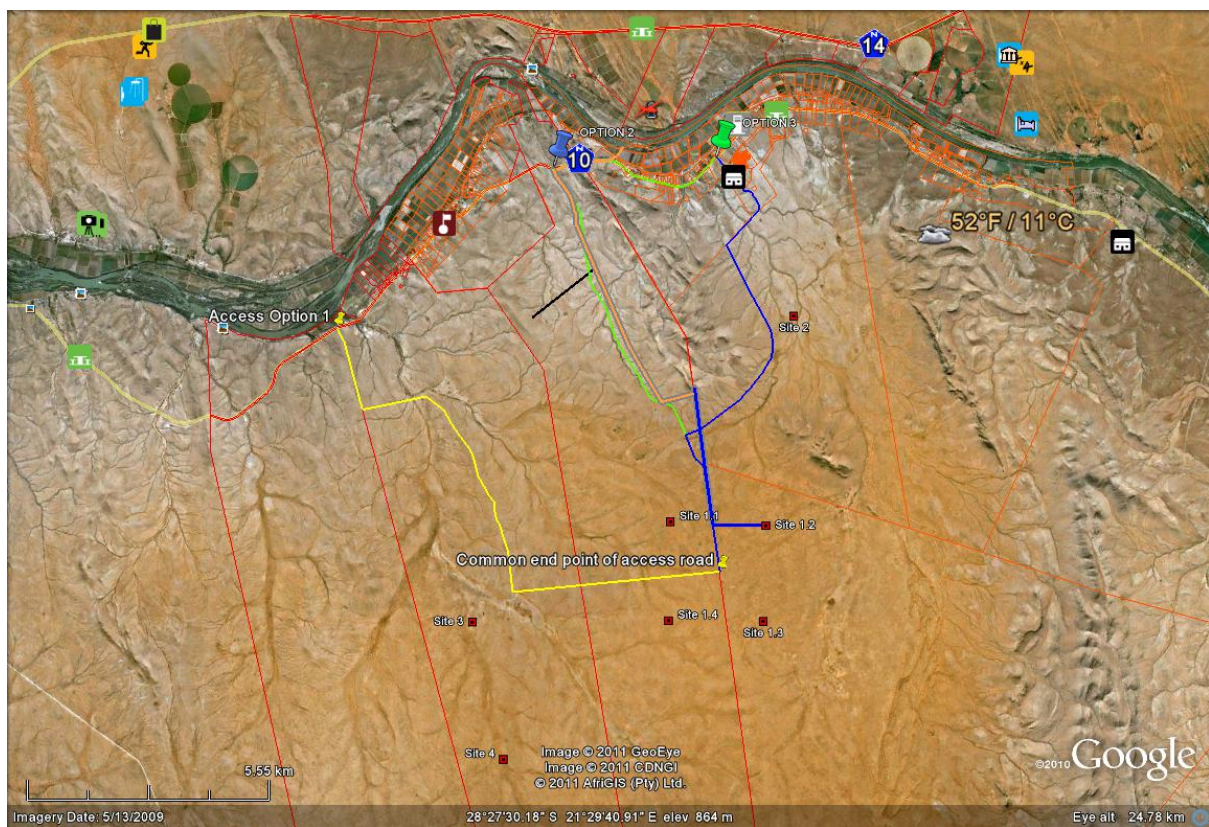 N
14
OPTION 2
OPTION 3
N
10
52°F / 11°C
Access Option 1
Site 2
Site 1.1
Site 1.2
Common end point of access road
Site 3
Site 1.4
Site 1.3
Site 4
5.55 km
Image © 2011 GeoEye
Image © 2011 CDNGI
© 2011 AfriGIS (Pty) Ltd.
©2010 Google
Imagery Date: 5/13/2009
28°27'30.18" S 21°29'40.91" E elev 864 m
Eye alt 24.78 km